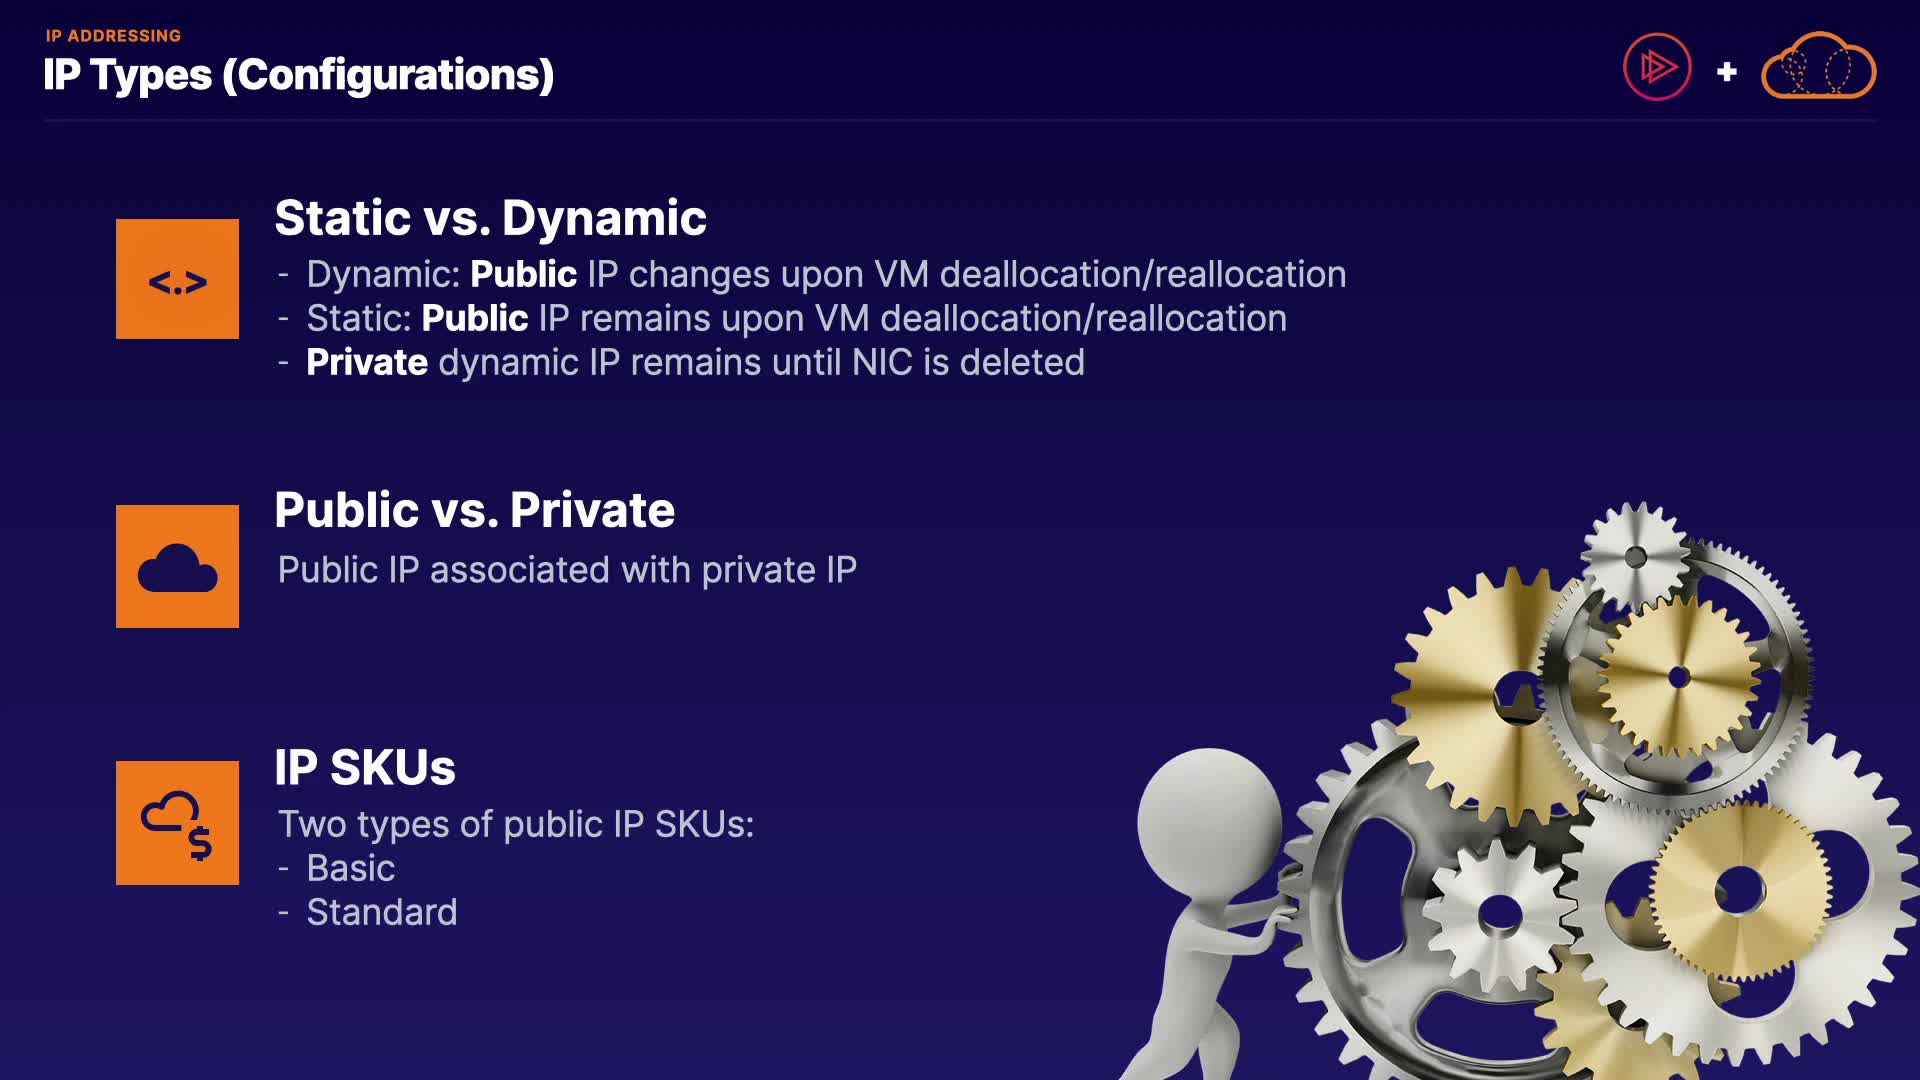 IP ADDRESSING
IP Types (Configurations)
+
<.>
Static vs. Dynamic
- Dynamic: Public IP changes upon VM deallocation/reallocation
- Static: Public IP remains upon VM deallocation/reallocation
- Private dynamic IP remains until NIC is deleted
Public vs. Private
Public IP associated with private IP
$
IP SKUs
Two types of public IP SKUs:
- Basic
- Standard